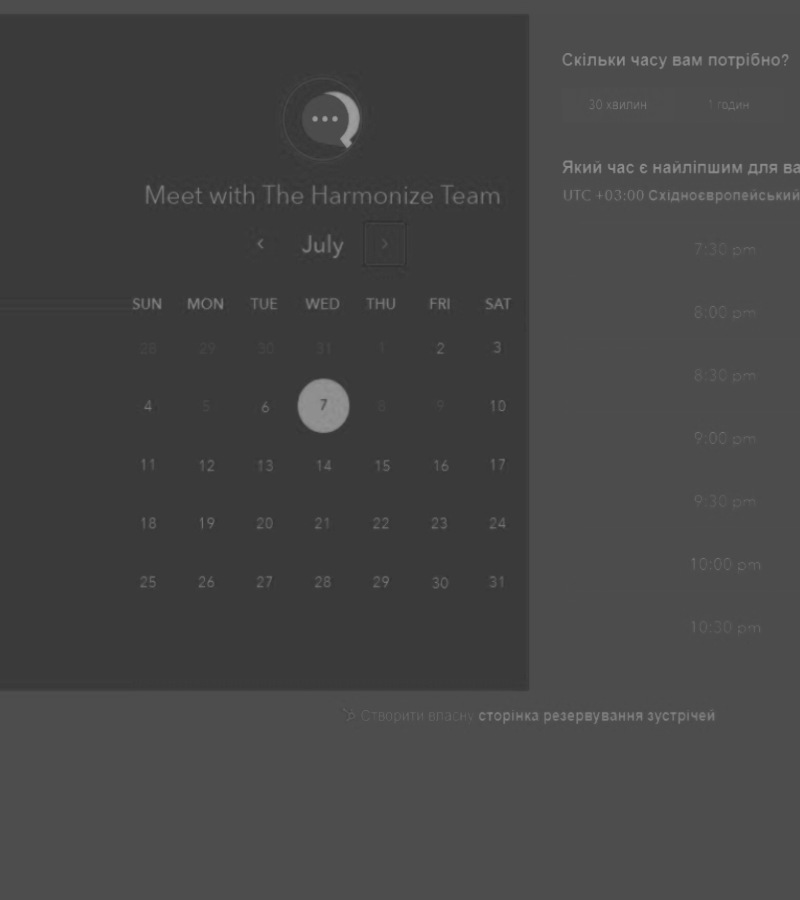 Meet with The Harmonize Team
July
SUN MON TUE WED THU FRI SAT
28 29 30 31 1 2 3
4 5 6 7 8 9 10
11 12 13 14 15 16 17
18 19 20 21 22 23 24
25 26 27 28 29 30 31
Скільки часу вам потрібно?
30 хвилин 1 годин
Який час є найліпшим для ва
UTC +03:00 Східноєвропейський
7:30 pm
8:00 pm
8:30 pm
9:00 pm
9:30 pm
10:00 pm
10:30 pm
Створити власну сторінка резервування зустрічей